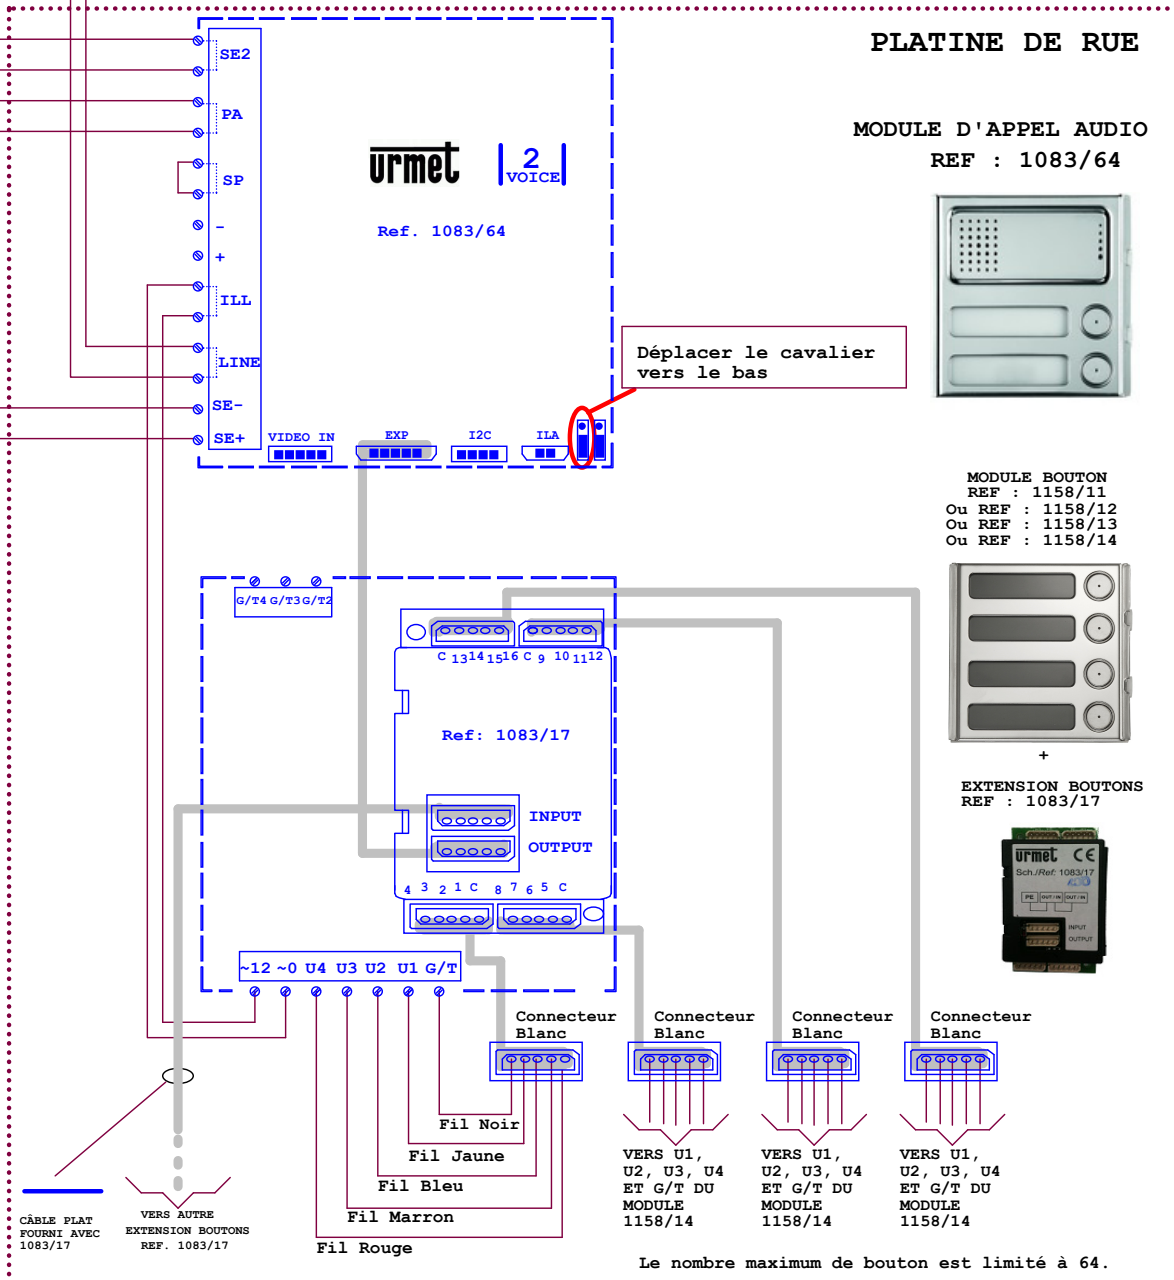 PLATINE DE RUE
MODULE D'APPEL AUDIO
REF : 1083/64
SE2
PA
SP
-
+
ILL
LINE
SE-
SE+
urmet
2
VOICE
Ref. 1083/64
Déplacer le cavalier
vers le bas
VIDEO IN
EXP
I2C
ILA
MODULE BOUTON
REF : 1158/11
Ou REF : 1158/12
Ou REF : 1158/13
Ou REF : 1158/14
+
EXTENSION BOUTONS
REF : 1083/17
urmet CE
Sch./Ref: 1083/17
PE OUT/IN OUT/IN
INPUT
OUTPUT
G/T4 G/T3 G/T2
C 13 14 15 16 C 9 10 11 12
Ref: 1083/17
INPUT
OUTPUT
4 3 2 1 C 8 7 6 5 C
~12 ~0 U4 U3 U2 U1 G/T
Connecteur
Blanc
Connecteur
Blanc
Connecteur
Blanc
Connecteur
Blanc
Fil Noir
Fil Jaune
Fil Bleu
Fil Marron
Fil Rouge
VERS U1,
U2, U3, U4
ET G/T DU
MODULE
1158/14
VERS U1,
U2, U3, U4
ET G/T DU
MODULE
1158/14
VERS U1,
U2, U3, U4
ET G/T DU
MODULE
1158/14
CÂBLE PLAT
FOURNI AVEC
1083/17
VERS AUTRE
EXTENSION BOUTONS
REF. 1083/17
Le nombre maximum de bouton est limité à 64.